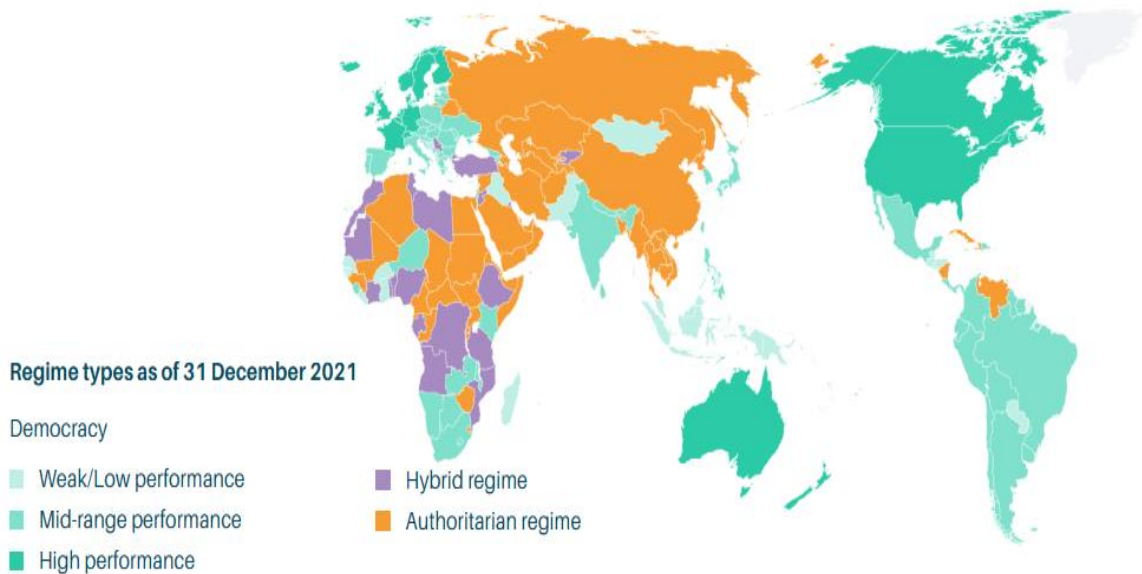 Regime types as of 31 December 2021
Democracy
Weak/Low performance
Mid-range performance
High performance
Hybrid regime
Authoritarian regime